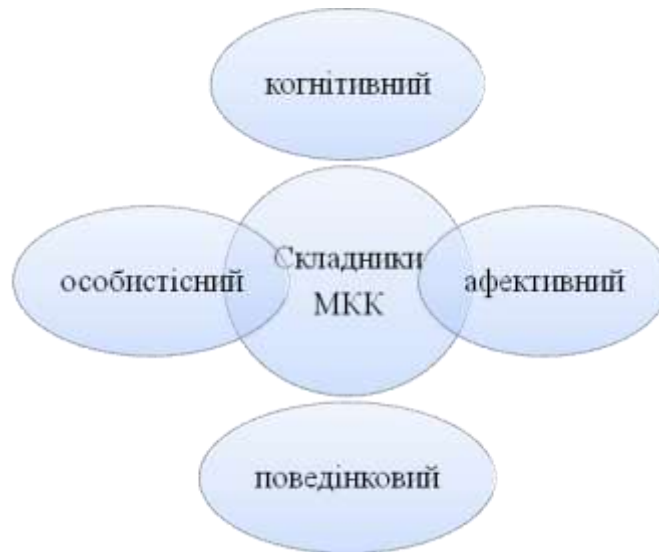 когнітивний
особистісний
Складники
МКК
афективний
поведінковий